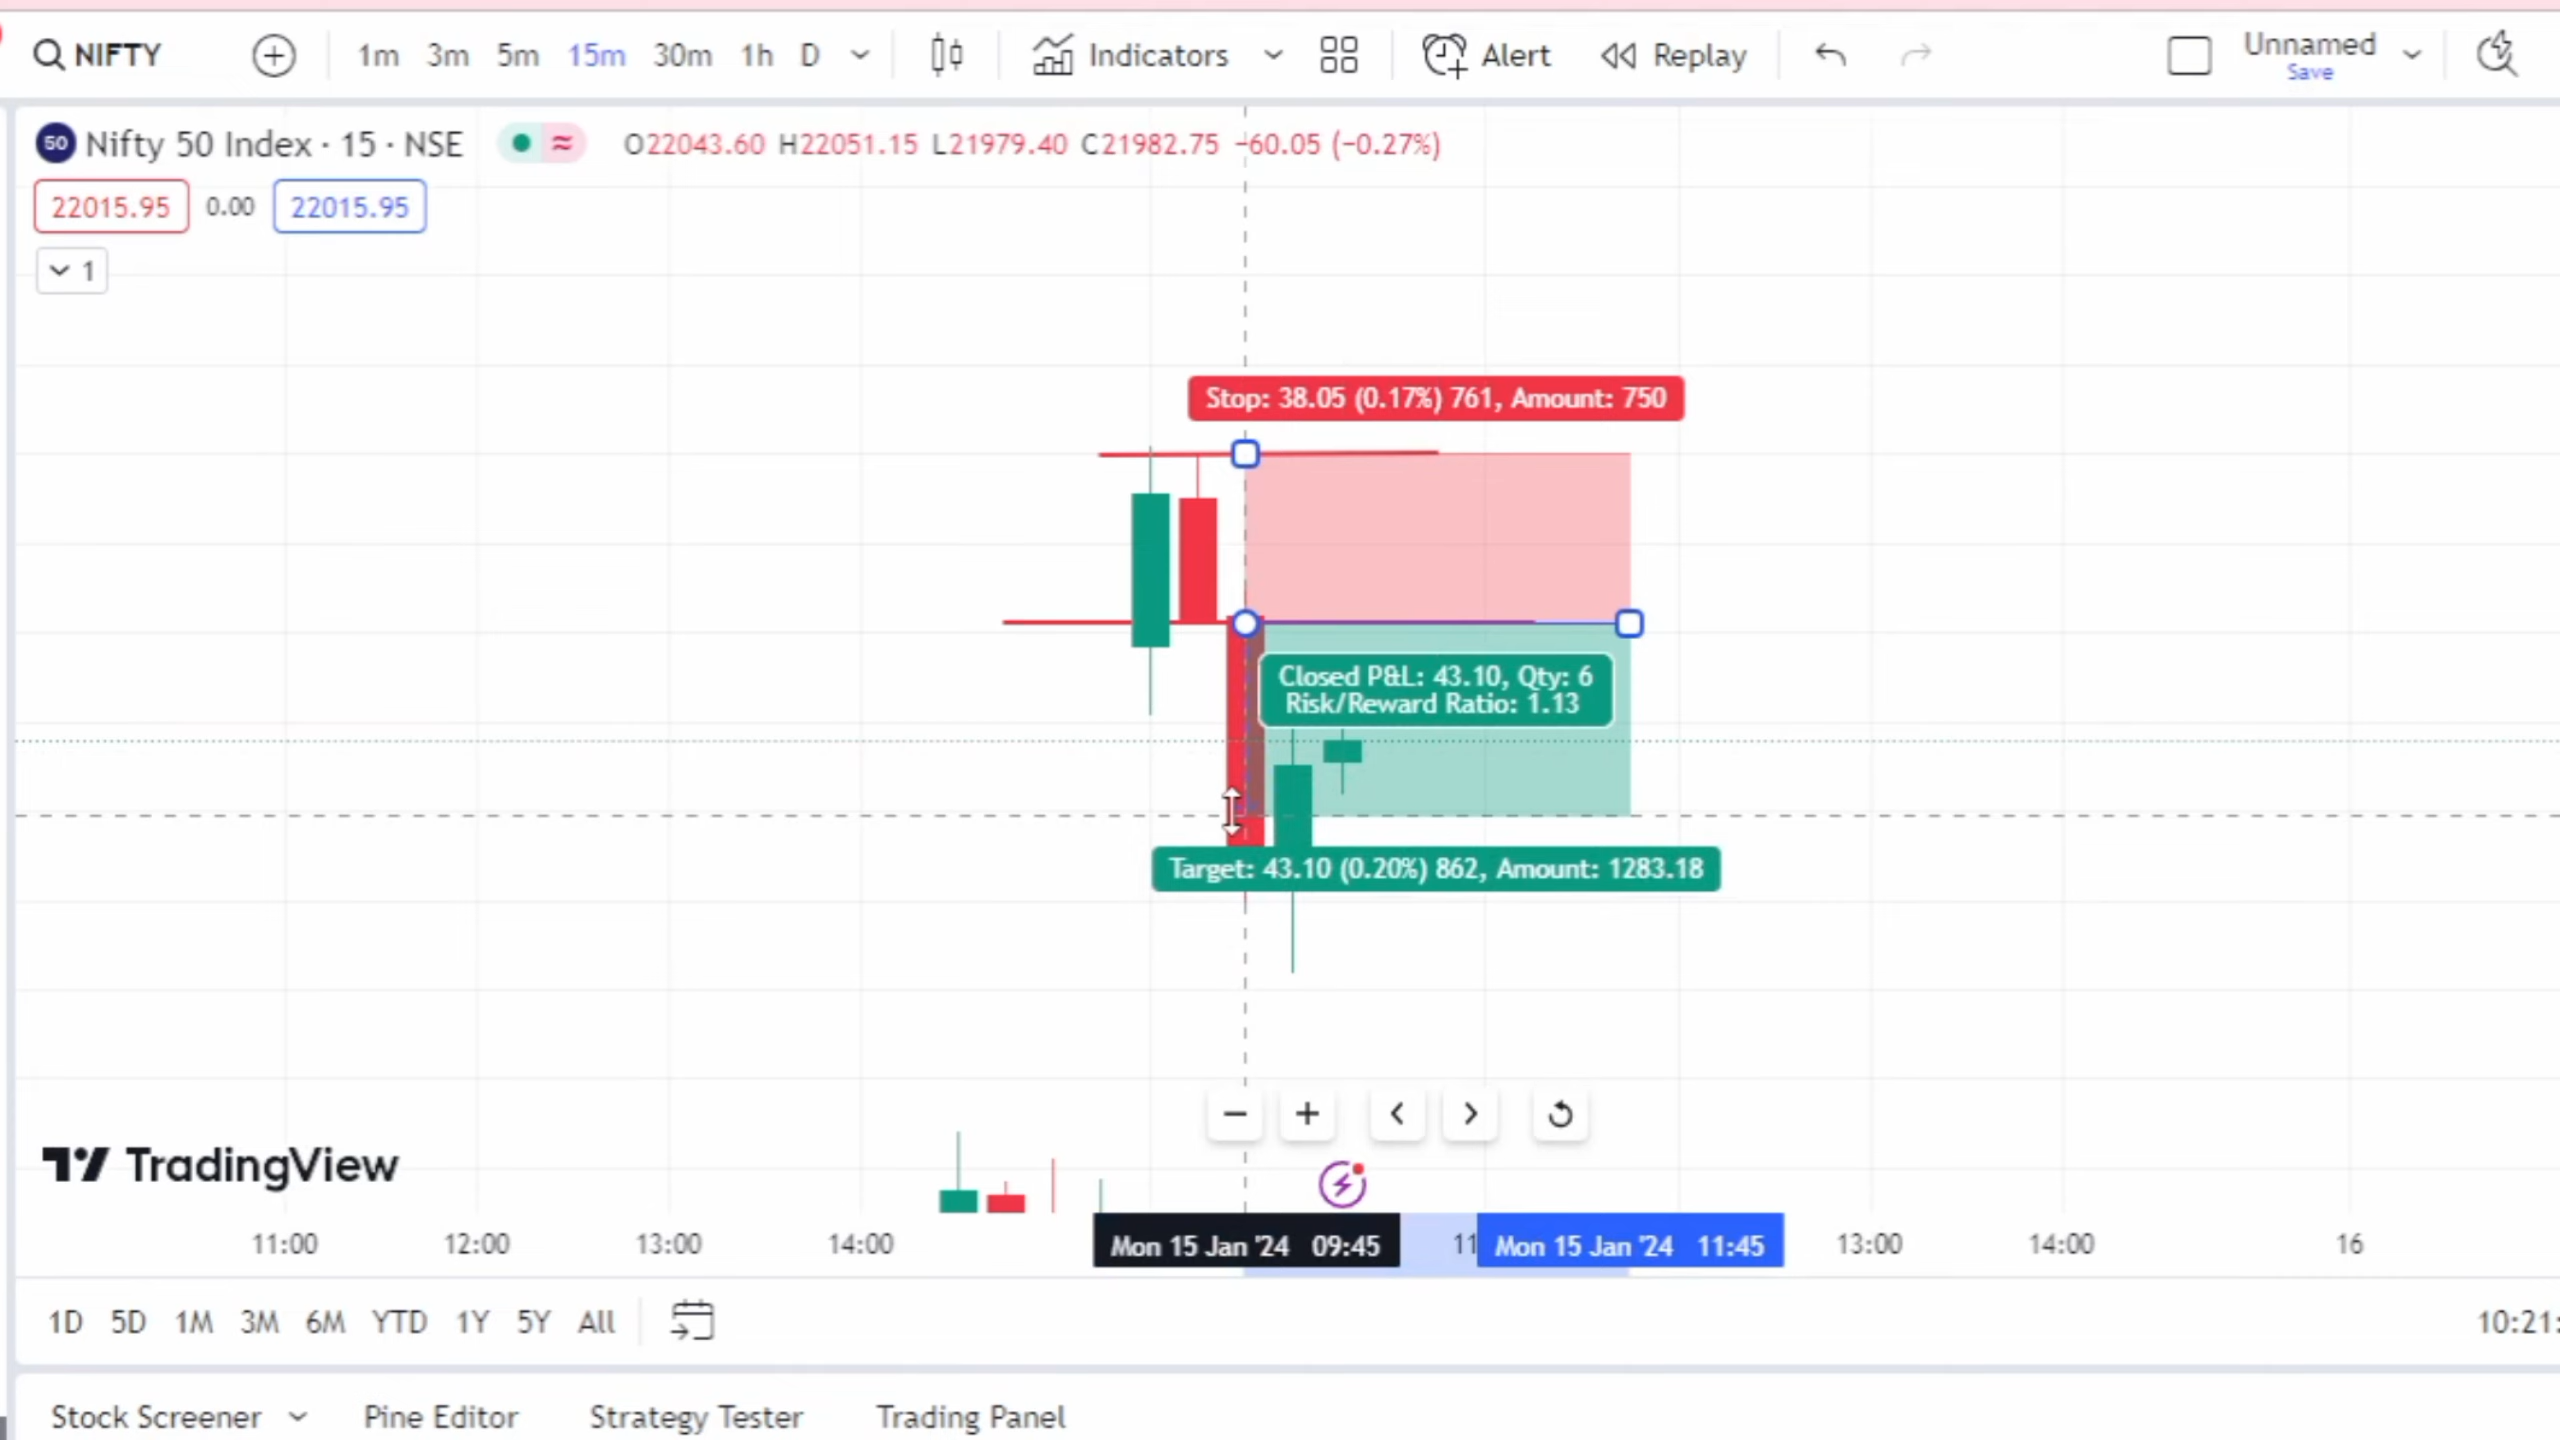 NIFTY 1m 3m 5m 15m 30m 1h D Indicators Alert Replay Unnamed
Save
50 Nifty 50 Index · 15 · NSE O22043.60 H22051.15 L21979.40 C21982.75 −60.05 (−0.27%)
22015.95 0.00 22015.95
1
Stop: 38.05 (0.17%) 761, Amount: 750
Closed P&L: 43.10, Qty: 6
Risk/Reward Ratio: 1.13
Target: 43.10 (0.20%) 862, Amount: 1283.18
TradingView
11:00 12:00 13:00 14:00 Mon 15 Jan '24 09:45 11 Mon 15 Jan '24 11:45 13:00 14:00 16
1D 5D 1M 3M 6M YTD 1Y 5Y All 10:21:
Stock Screener Pine Editor Strategy Tester Trading Panel